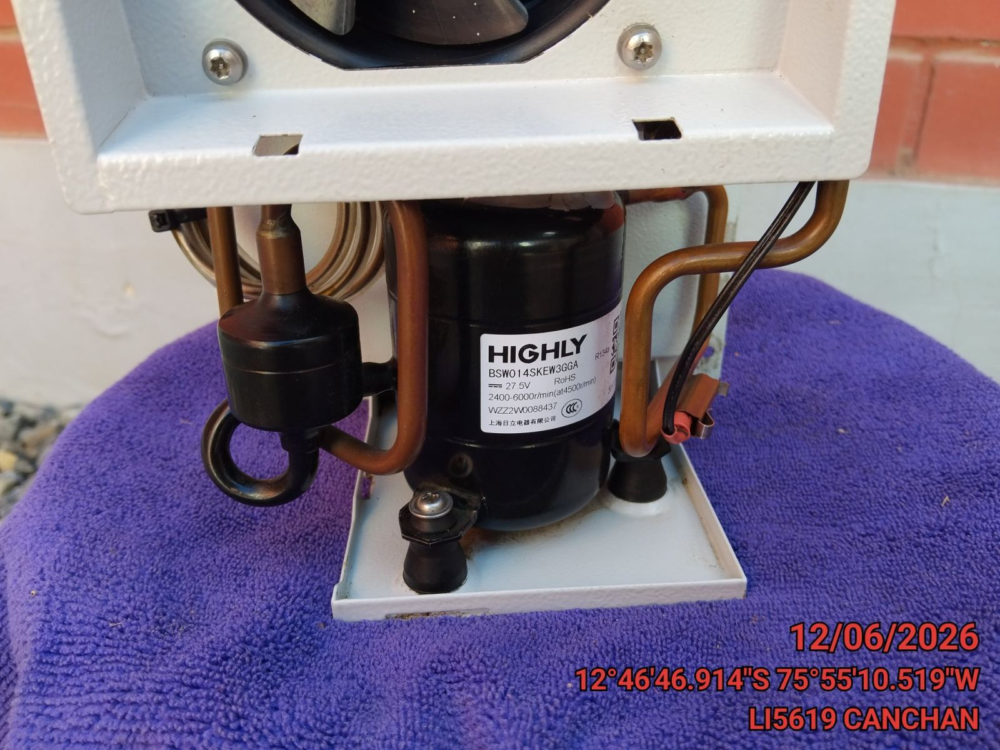 HIGHLY
BSW014SKEW3GGA
27.5V RoHS R134a
2400-6000r/min(at4500r/min)
WZZ2W0088437 CCC S
上海日立电器有限公司
12/06/2026
12°46'46.914"S 75°55'10.519"W
LI5619 CANCHAN